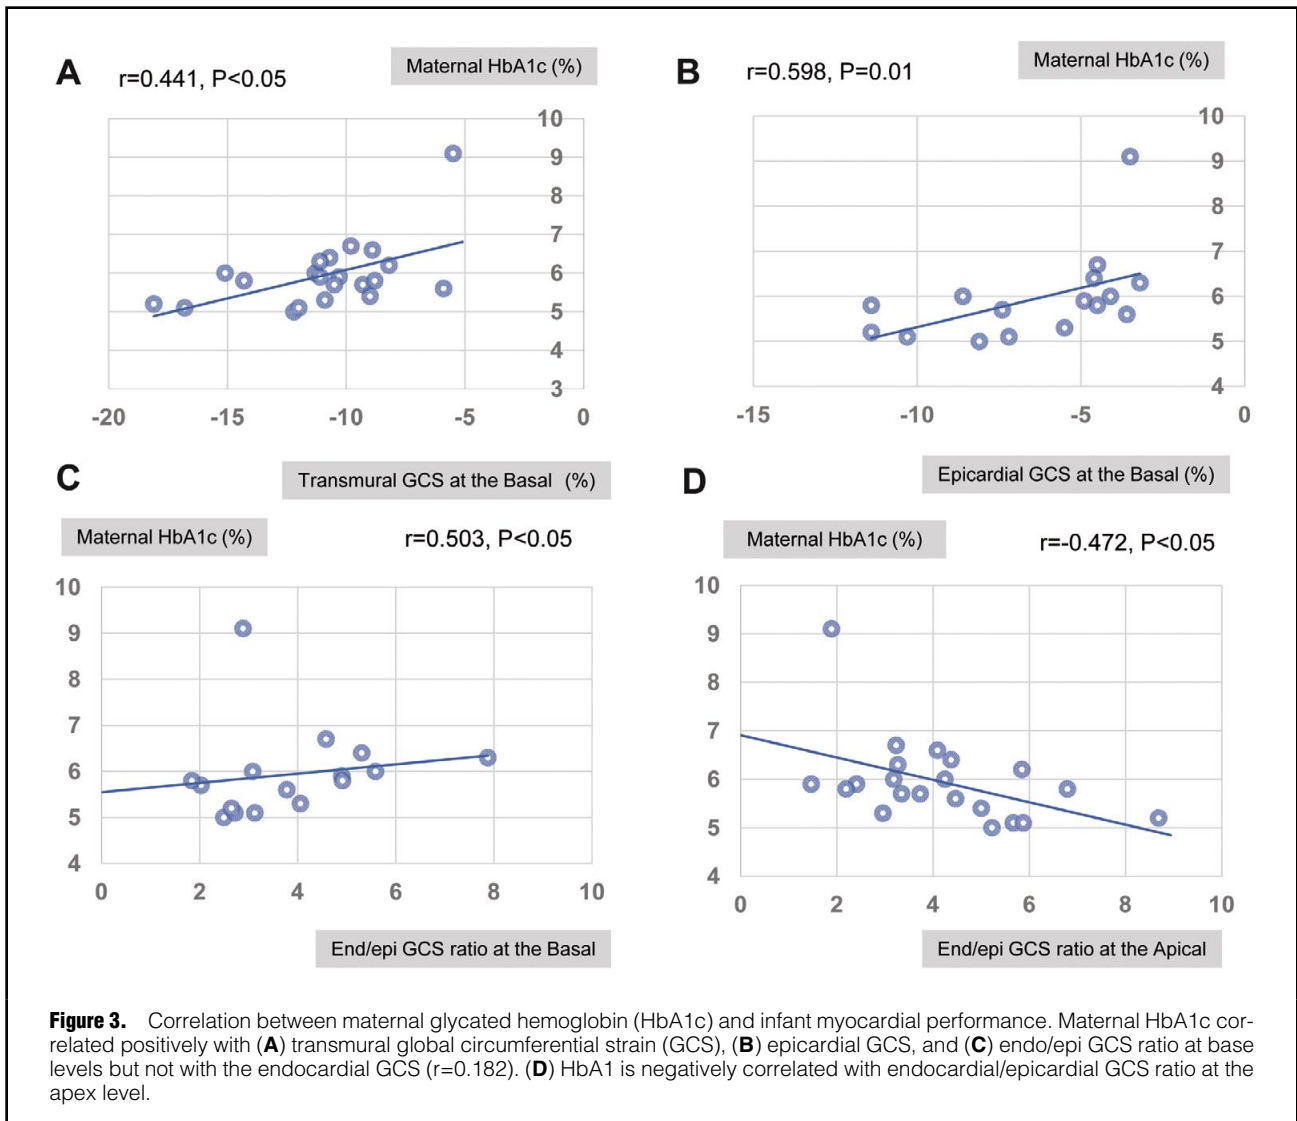 A
r=0.441, P<0.05
Maternal HbA1c (%)
10
9
8
7
6
5
4
3
-20 -15 -10 -5 0
Transmural GCS at the Basal (%)
B
r=0.598, P=0.01
Maternal HbA1c (%)
10
9
8
7
6
5
4
-15 -10 -5 0
Epicardial GCS at the Basal (%)
C
Maternal HbA1c (%)
r=0.503, P<0.05
10
9
8
7
6
5
4
0 2 4 6 8 10
End/epi GCS ratio at the Basal
D
Maternal HbA1c (%)
r=-0.472, P<0.05
10
9
8
7
6
5
4
0 2 4 6 8 10
End/epi GCS ratio at the Apical
Figure 3. Correlation between maternal glycated hemoglobin (HbA1c) and infant myocardial performance. Maternal HbA1c cor-
related positively with (A) transmural global circumferential strain (GCS), (B) epicardial GCS, and (C) endo/epi GCS ratio at base
levels but not with the endocardial GCS (r=0.182). (D) HbA1 is negatively correlated with endocardial/epicardial GCS ratio at the
apex level.